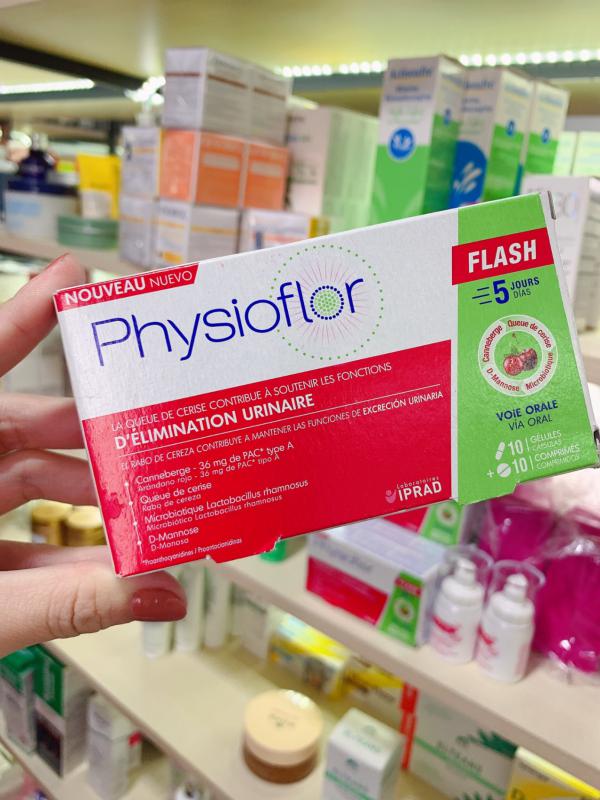 NOUVEAU NUEVO
Physioflor
LA QUEUE DE CERISE CONTRIBUE À SOUTENIR LES FONCTIONS
D'ÉLIMINATION URINAIRE
EL RABO DE CEREZA CONTRIBUYE A MANTENER LAS FUNCIONES DE EXCRECIÓN URINARIA
Canneberge - 36 mg de PAC* type A
Arándano rojo - 36 mg de PAC* tipo A
Queue de cerise
Rabo de cereza
Microbiotique Lactobacillus rhamnosus
Microbiótico Lactobacillus rhamnosus
D-Mannose
D-Manosa
*Proanthocyanidines / Proantocianidinas
Laboratoires
IPRAD
FLASH
5 JOURS
DÍAS
Canneberge Queue de cerise
D-Mannose Microbiotique
VOIE ORALE
VÍA ORAL
10 GÉLULES
CÁPSULAS
+ 10 COMPRIMÉS
COMPRIMIDOS